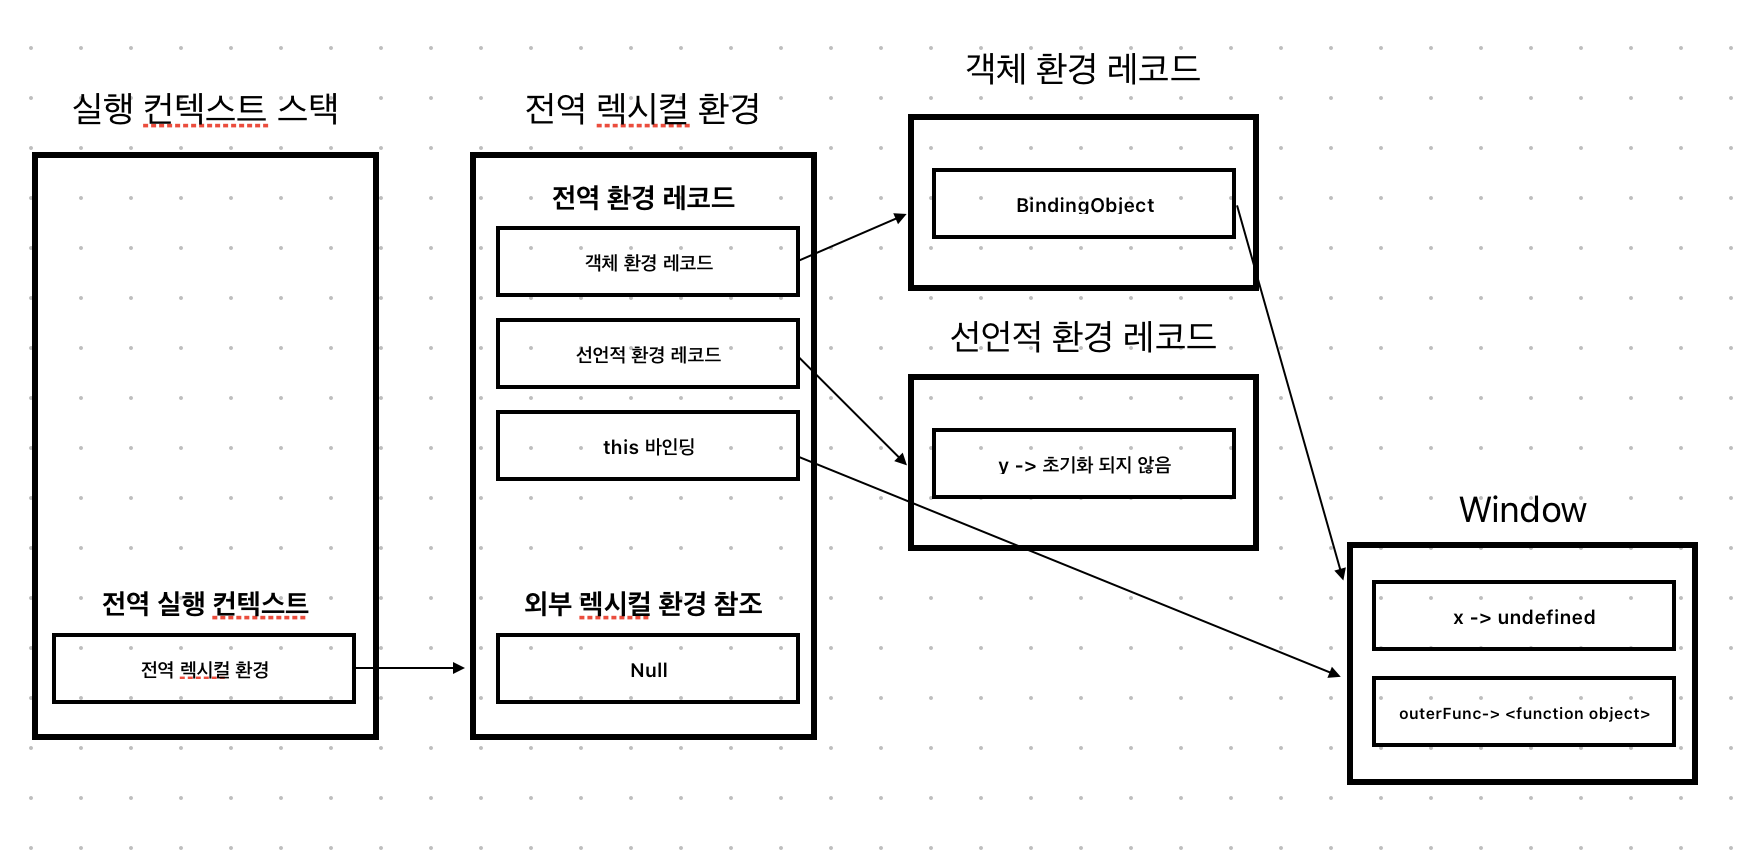 실행 컨텍스트 스택
전역 실행 컨텍스트
전역 렉시컬 환경
전역 렉시컬 환경
전역 환경 레코드
객체 환경 레코드
선언적 환경 레코드
this 바인딩
외부 렉시컬 환경 참조
Null
객체 환경 레코드
BindingObject
선언적 환경 레코드
y -> 초기화 되지 않음
Window
x -> undefined
outerFunc-> <function object>